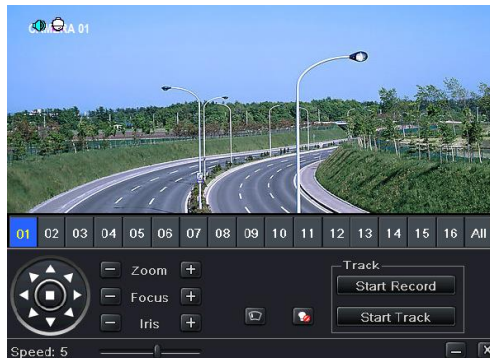 CAMERA 01
01 02 03 04 05 06 07 08 09 10 11 12 13 14 15 16 All
Zoom
Focus
Iris
Track
Start Record
Start Track
Speed: 5